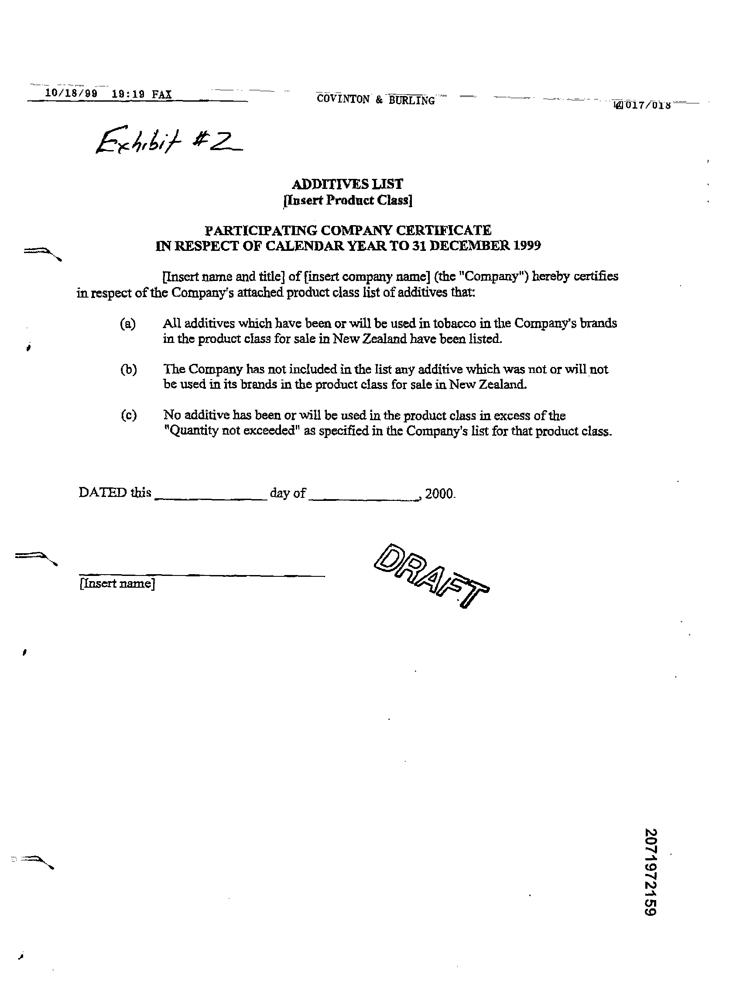 10/18/99 19:19 FAX
COVINTON & BURLING
017/018
Exhibit #2
ADDITIVES LIST
[Insert Product Class]
PARTICIPATING COMPANY CERTIFICATE
IN RESPECT OF CALENDAR YEAR TO 31 DECEMBER 1999
[Insert name and title] of [insert company name] (the "Company") hereby certifies
in respect of the Company's attached product class list of additives that:
(a) All additives which have been or will be used in tobacco in the Company's brands
in the product class for sale in New Zealand have been listed.
(b) The Company has not included in the list any additive which was not or will not
be used in its brands in the product class for sale in New Zealand.
(c) No additive has been or will be used in the product class in excess of the
"Quantity not exceeded" as specified in the Company's list for that product class.
DATED this ____________ day of ____________, 2000.
[Insert name]
DRAFT
2071972159